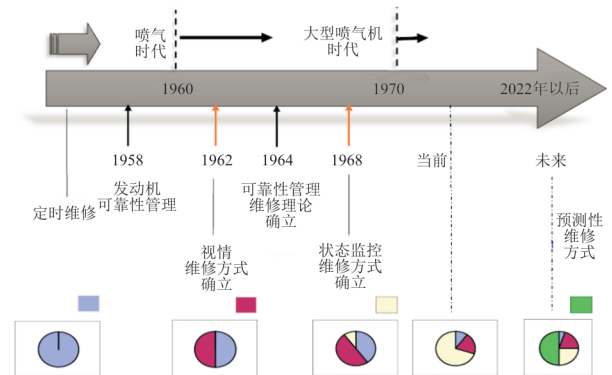 喷气
时代
大型喷气机
时代
1960
1970
2022年以后
1958
1962
1964
1968
当前
未来
定时维修
发动机
可靠性管理
视情
维修方式
确立
可靠性管理
维修理论
确立
状态监控
维修方式
确立
预测性
维修
方式